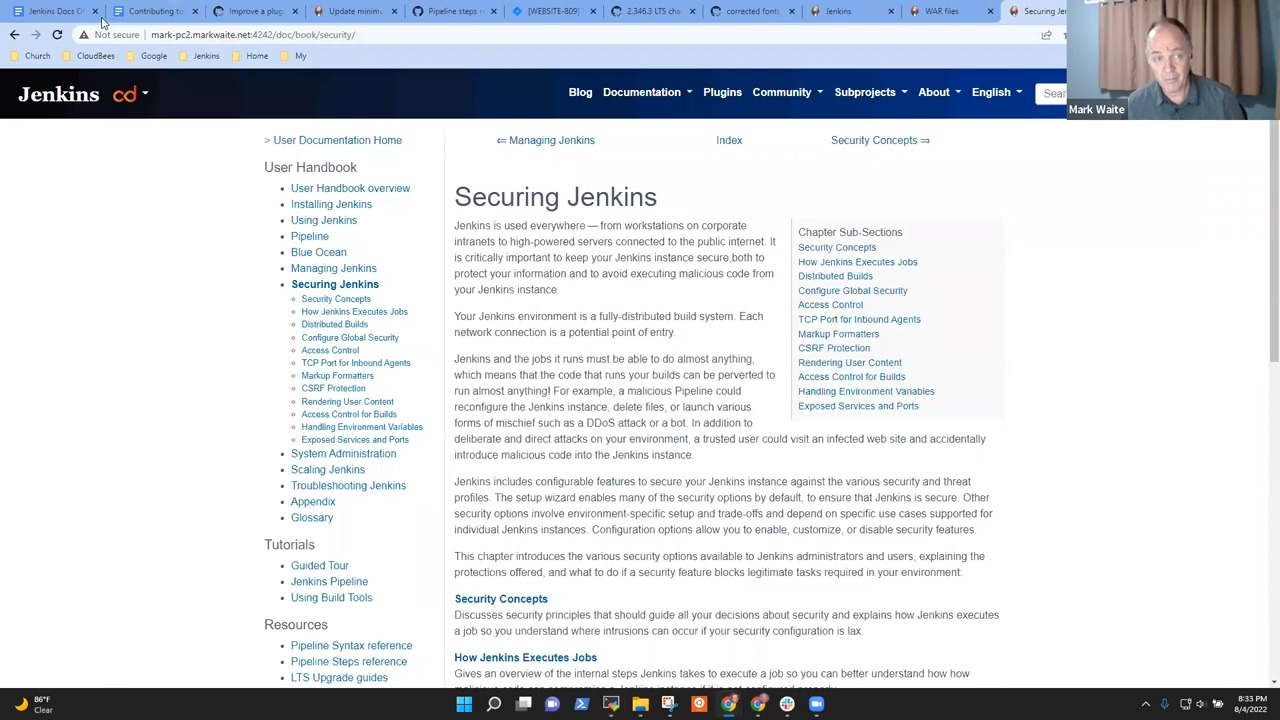 Jenkins Docs O
Contributing to
Improve a plug
Update minimu
Pipeline steps r
[WEBSITE-809]
2.346.3 LTS cha
corrected fonts
Jenkins
WAR files
Securing Jen
Not secure
mark-pc2.markwaite.net:4242/doc/book/security/
Church
CloudBees
Google
Jenkins
Home
My
Mark Waite
Jenkins
cd
Blog
Documentation
Plugins
Community
Subprojects
About
English
Sear
> User Documentation Home
User Handbook
User Handbook overview
Installing Jenkins
Using Jenkins
Pipeline
Blue Ocean
Managing Jenkins
Securing Jenkins
Security Concepts
How Jenkins Executes Jobs
Distributed Builds
Configure Global Security
Access Control
TCP Port for Inbound Agents
Markup Formatters
CSRF Protection
Rendering User Content
Access Control for Builds
Handling Environment Variables
Exposed Services and Ports
System Administration
Scaling Jenkins
Troubleshooting Jenkins
Appendix
Glossary
Tutorials
Guided Tour
Jenkins Pipeline
Using Build Tools
Resources
Pipeline Syntax reference
Pipeline Steps reference
LTS Upgrade guides
⇐ Managing Jenkins
Index
Security Concepts ⇒
Securing Jenkins
Jenkins is used everywhere — from workstations on corporate
intranets to high-powered servers connected to the public internet. It
is critically important to keep your Jenkins instance secure,both to
protect your information and to avoid executing malicious code from
your Jenkins instance.
Your Jenkins environment is a fully-distributed build system. Each
network connection is a potential point of entry.
Jenkins and the jobs it runs must be able to do almost anything,
which means that the code that runs your builds can be perverted to
run almost anything! For example, a malicious Pipeline could
reconfigure the Jenkins instance, delete files, or launch various
forms of mischief such as a DDoS attack or a bot. In addition to
deliberate and direct attacks on your environment, a trusted user could visit an infected web site and accidentally
introduce malicious code into the Jenkins instance.
Jenkins includes configurable features to secure your Jenkins instance against the various security and threat
profiles. The setup wizard enables many of the security options by default, to ensure that Jenkins is secure. Other
security options involve environment-specific setup and trade-offs and depend on specific use cases supported for
individual Jenkins instances. Configuration options allow you to enable, customize, or disable security features.
This chapter introduces the various security options available to Jenkins administrators and users, explaining the
protections offered, and what to do if a security feature blocks legitimate tasks required in your environment:
Security Concepts
Discusses security principles that should guide all your decisions about security and explains how Jenkins executes
a job so you understand where intrusions can occur if your security configuration is lax.
How Jenkins Executes Jobs
Gives an overview of the internal steps Jenkins takes to execute a job so you can better understand how how
Chapter Sub-Sections
Security Concepts
How Jenkins Executes Jobs
Distributed Builds
Configure Global Security
Access Control
TCP Port for Inbound Agents
Markup Formatters
CSRF Protection
Rendering User Content
Access Control for Builds
Handling Environment Variables
Exposed Services and Ports
86°F
Clear
8:33 PM
8/4/2022